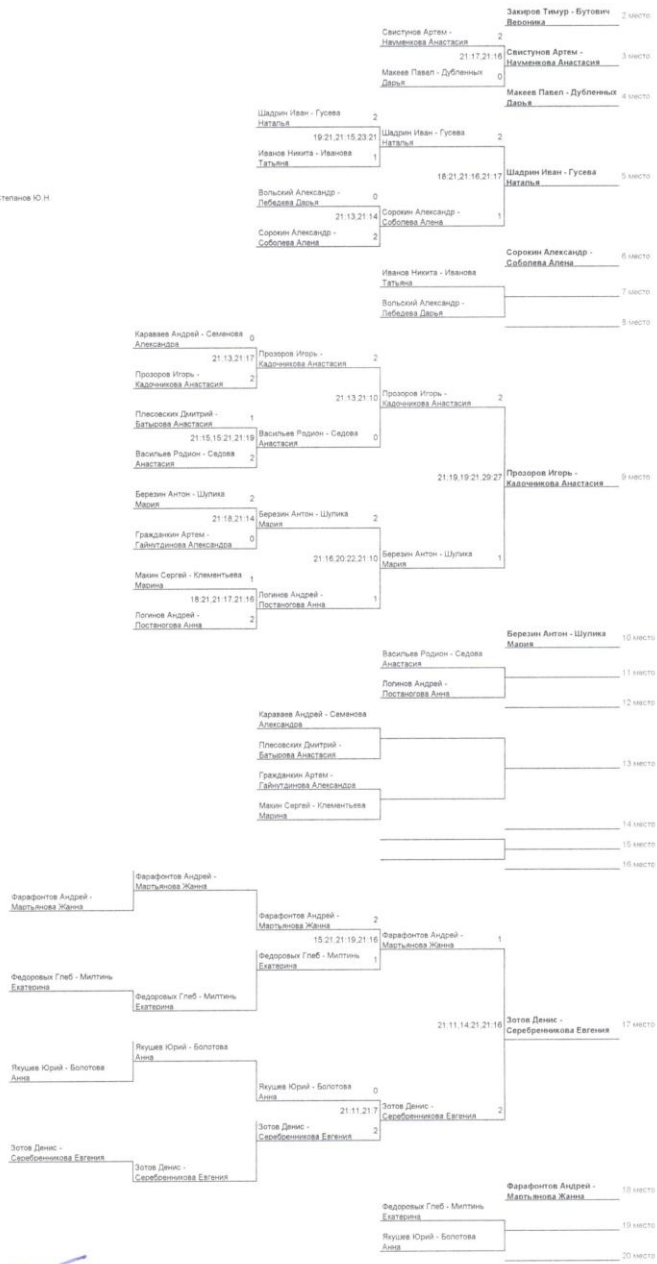 Закиров Тимур - Бутович
Вероника
2 место
Свистунов Артем -
Науменкова Анастасия
2
21:17,21:16
Свистунов Артем -
Науменкова Анастасия
3 место
Макеев Павел - Дубленных
Дарья
0
Макеев Павел - Дубленных
Дарья
4 место
Шадрин Иван - Гусева
Наталья
2
19:21,21:15,23:21
Шадрин Иван - Гусева
Наталья
2
Иванов Никита - Иванова
Татьяна
1
18:21,21:16,21:17
Шадрин Иван - Гусева
Наталья
5 место
Степанов Ю.Н.
Вольский Александр -
Лебедева Дарья
0
21:13,21:14
Сорокин Александр -
Соболева Алена
1
Сорокин Александр -
Соболева Алена
2
Сорокин Александр -
Соболева Алена
6 место
Иванов Никита - Иванова
Татьяна
7 место
Вольский Александр -
Лебедева Дарья
8 место
Караваев Андрей - Семенова
Александра
0
21:13,21:17
Прозоров Игорь -
Кадочникова Анастасия
2
Прозоров Игорь -
Кадочникова Анастасия
2
21:13,21:10
Прозоров Игорь -
Кадочникова Анастасия
2
Плесовских Дмитрий -
Батырова Анастасия
1
21:15,15:21,21:19
Васильев Родион - Седова
Анастасия
0
Васильев Родион - Седова
Анастасия
2
21:19,19:21,29:27
Прозоров Игорь -
Кадочникова Анастасия
9 место
Березин Антон - Шулика
Мария
2
21:18,21:14
Березин Антон - Шулика
Мария
2
Гражданкин Артем -
Гайнутдинова Александра
0
21:16,20:22,21:10
Березин Антон - Шулика
Мария
1
Макин Сергей - Клементьева
Марина
1
18:21,21:17,21:16
Логинов Андрей -
Постаногова Анна
1
Логинов Андрей -
Постаногова Анна
2
Березин Антон - Шулика
Мария
10 место
Васильев Родион - Седова
Анастасия
11 место
Логинов Андрей -
Постаногова Анна
12 место
Караваев Андрей - Семенова
Александра
Плесовских Дмитрий -
Батырова Анастасия
13 место
Гражданкин Артем -
Гайнутдинова Александра
Макин Сергей - Клементьева
Марина
14 место
15 место
16 место
Фарафонтов Андрей -
Мартьянова Жанна
Фарафонтов Андрей -
Мартьянова Жанна
Фарафонтов Андрей -
Мартьянова Жанна
2
15:21,21:19,21:16
Фарафонтов Андрей -
Мартьянова Жанна
1
Федоровых Глеб - Милтинь
Екатерина
1
Федоровых Глеб - Милтинь
Екатерина
Федоровых Глеб - Милтинь
Екатерина
21:11,14:21,21:16
Зотов Денис -
Серебренникова Евгения
17 место
Якушев Юрий - Болотова
Анна
Якушев Юрий - Болотова
Анна
Якушев Юрий - Болотова
Анна
0
21:11,21:7
Зотов Денис -
Серебренникова Евгения
2
Зотов Денис -
Серебренникова Евгения
2
Зотов Денис -
Серебренникова Евгения
Зотов Денис -
Серебренникова Евгения
Фарафонтов Андрей -
Мартьянова Жанна
18 место
Федоровых Глеб - Милтинь
Екатерина
19 место
Якушев Юрий - Болотова
Анна
20 место